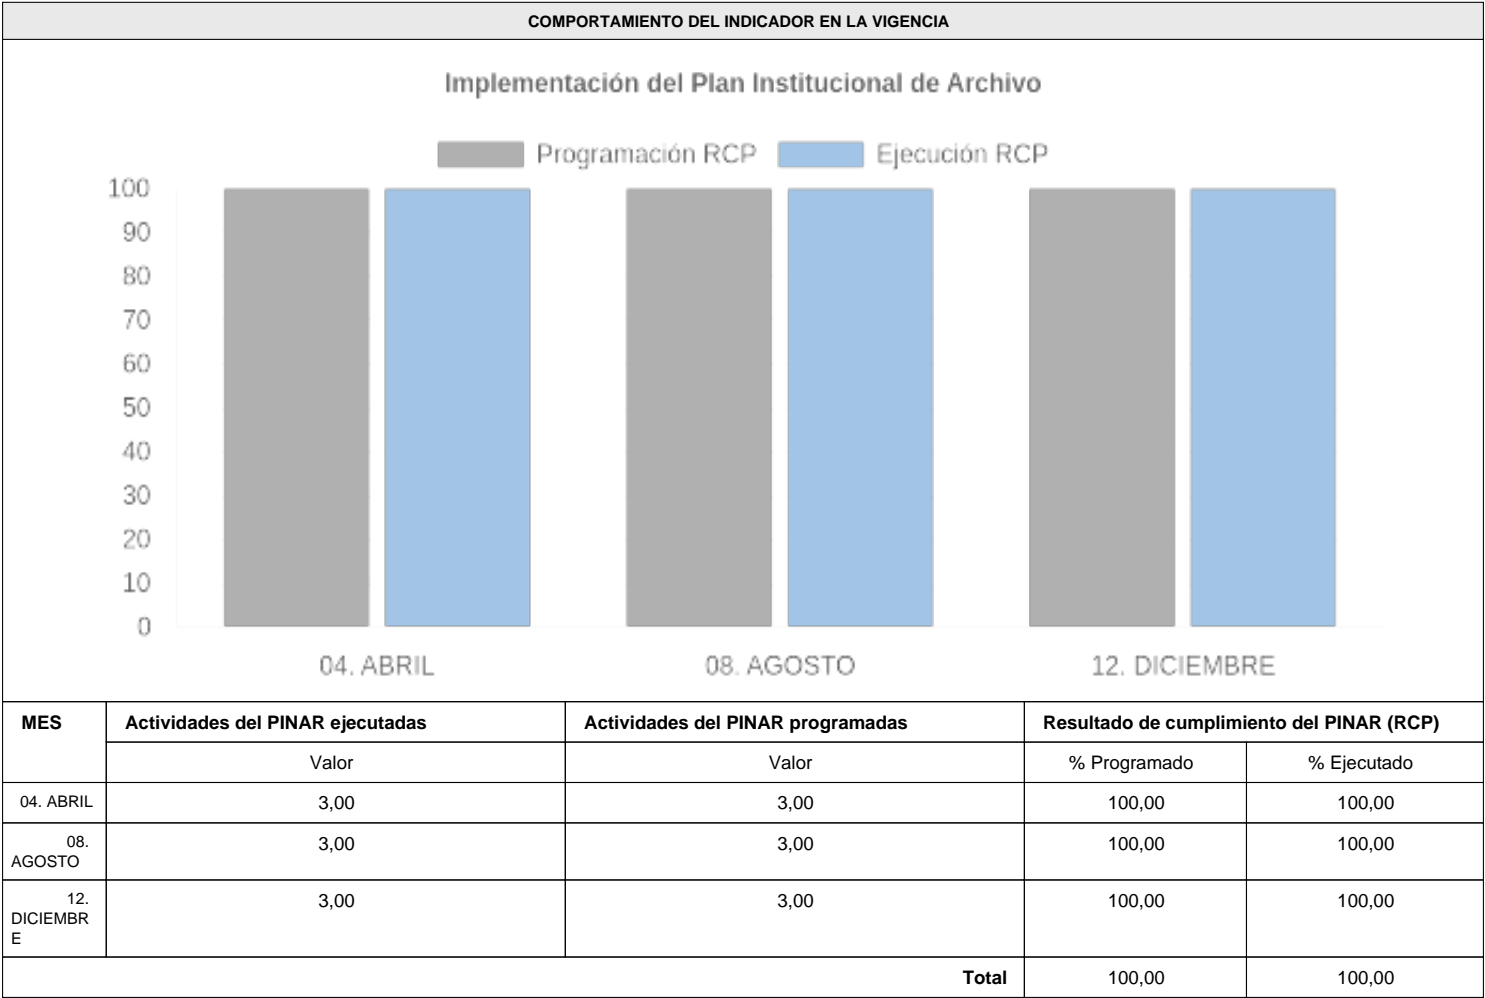 COMPORTAMIENTO DEL INDICADOR EN LA VIGENCIA
Implementación del Plan Institucional de Archivo
Programación RCP Ejecución RCP
100
90
80
70
60
50
40
30
20
10
0
04. ABRIL 08. AGOSTO 12. DICIEMBRE
MES Actividades del PINAR ejecutadas Actividades del PINAR programadas Resultado de cumplimiento del PINAR (RCP)
Valor Valor % Programado % Ejecutado
04. ABRIL 3,00 3,00 100,00 100,00
08. 3,00 3,00 100,00 100,00
AGOSTO
12. 3,00 3,00 100,00 100,00
DICIEMBR
E
Total 100,00 100,00